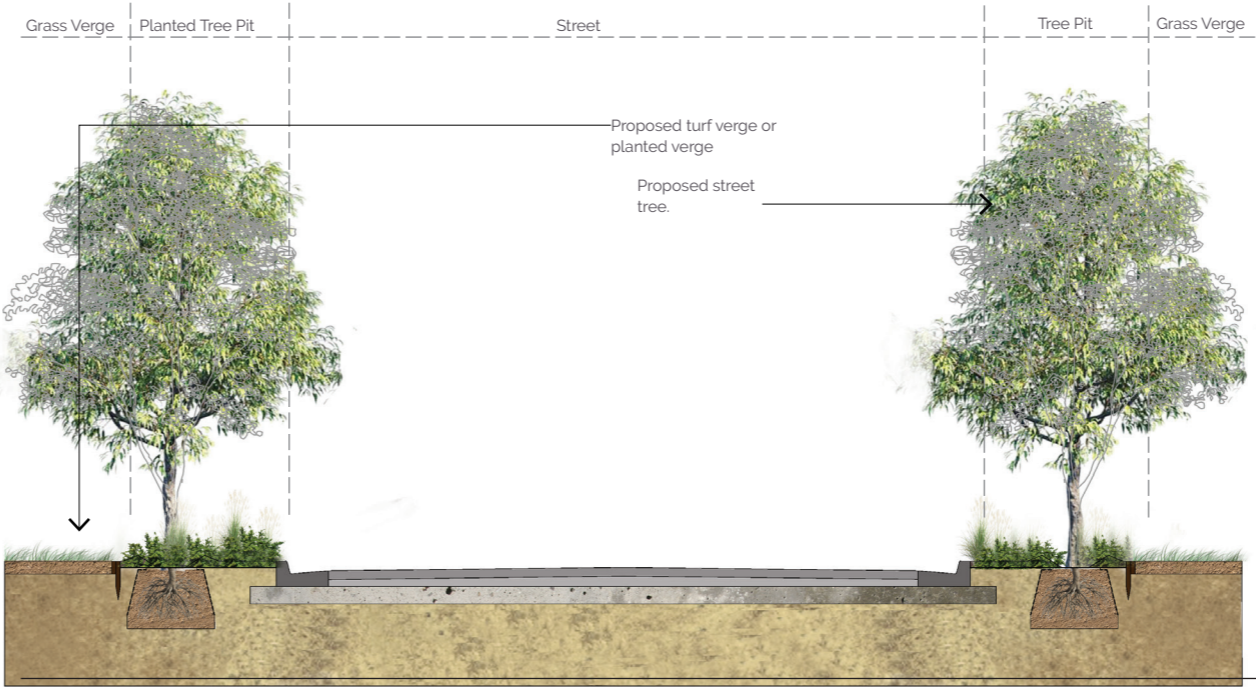 Grass Verge
Planted Tree Pit
Street
Tree Pit
Grass Verge
Proposed turf verge or
planted verge
Proposed street
tree.